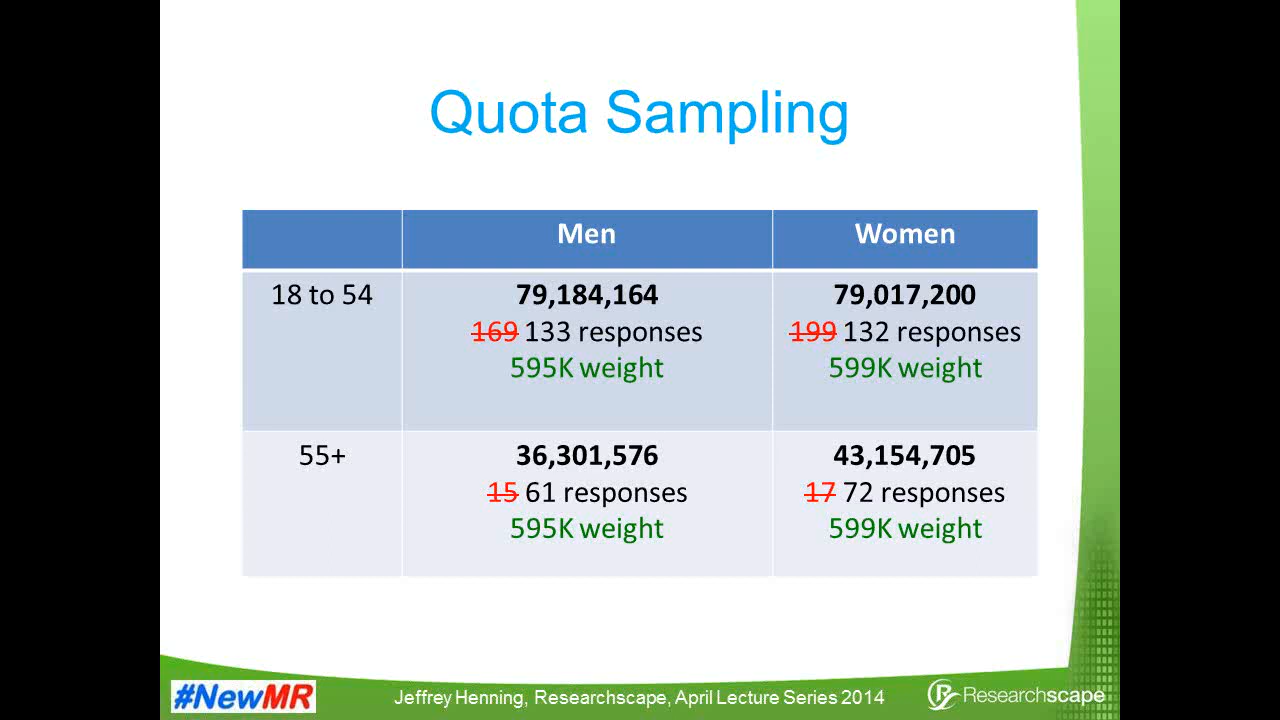 Quota Sampling
Men Women
18 to 54 79,184,164 79,017,200
169 133 responses 199 132 responses
595K weight 599K weight
55+ 36,301,576 43,154,705
15 61 responses 17 72 responses
595K weight 599K weight
#NewMR Jeffrey Henning, Researchscape, April Lecture Series 2014 Researchscape